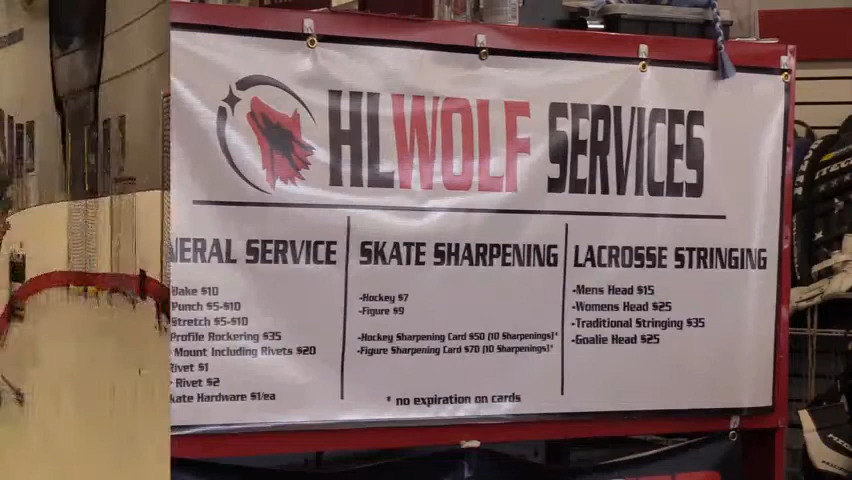 HLWOLF SERVICES
NERAL SERVICE
Bake $10
Punch $5-$10
Stretch $5-$10
Profile Rockering $35
Mount Including Rivets $20
Rivet $1
- Rivet $2
kate Hardware $1/ea
SKATE SHARPENING
-Hockey $7
-Figure $9
-Hockey Sharpening Card $50 (10 Sharpenings)*
-Figure Sharpening Card $70 (10 Sharpenings)*
* no expiration on cards
LACROSSE STRINGING
-Mens Head $15
-Womens Head $25
-Traditional Stringing $35
-Goalie Head $25